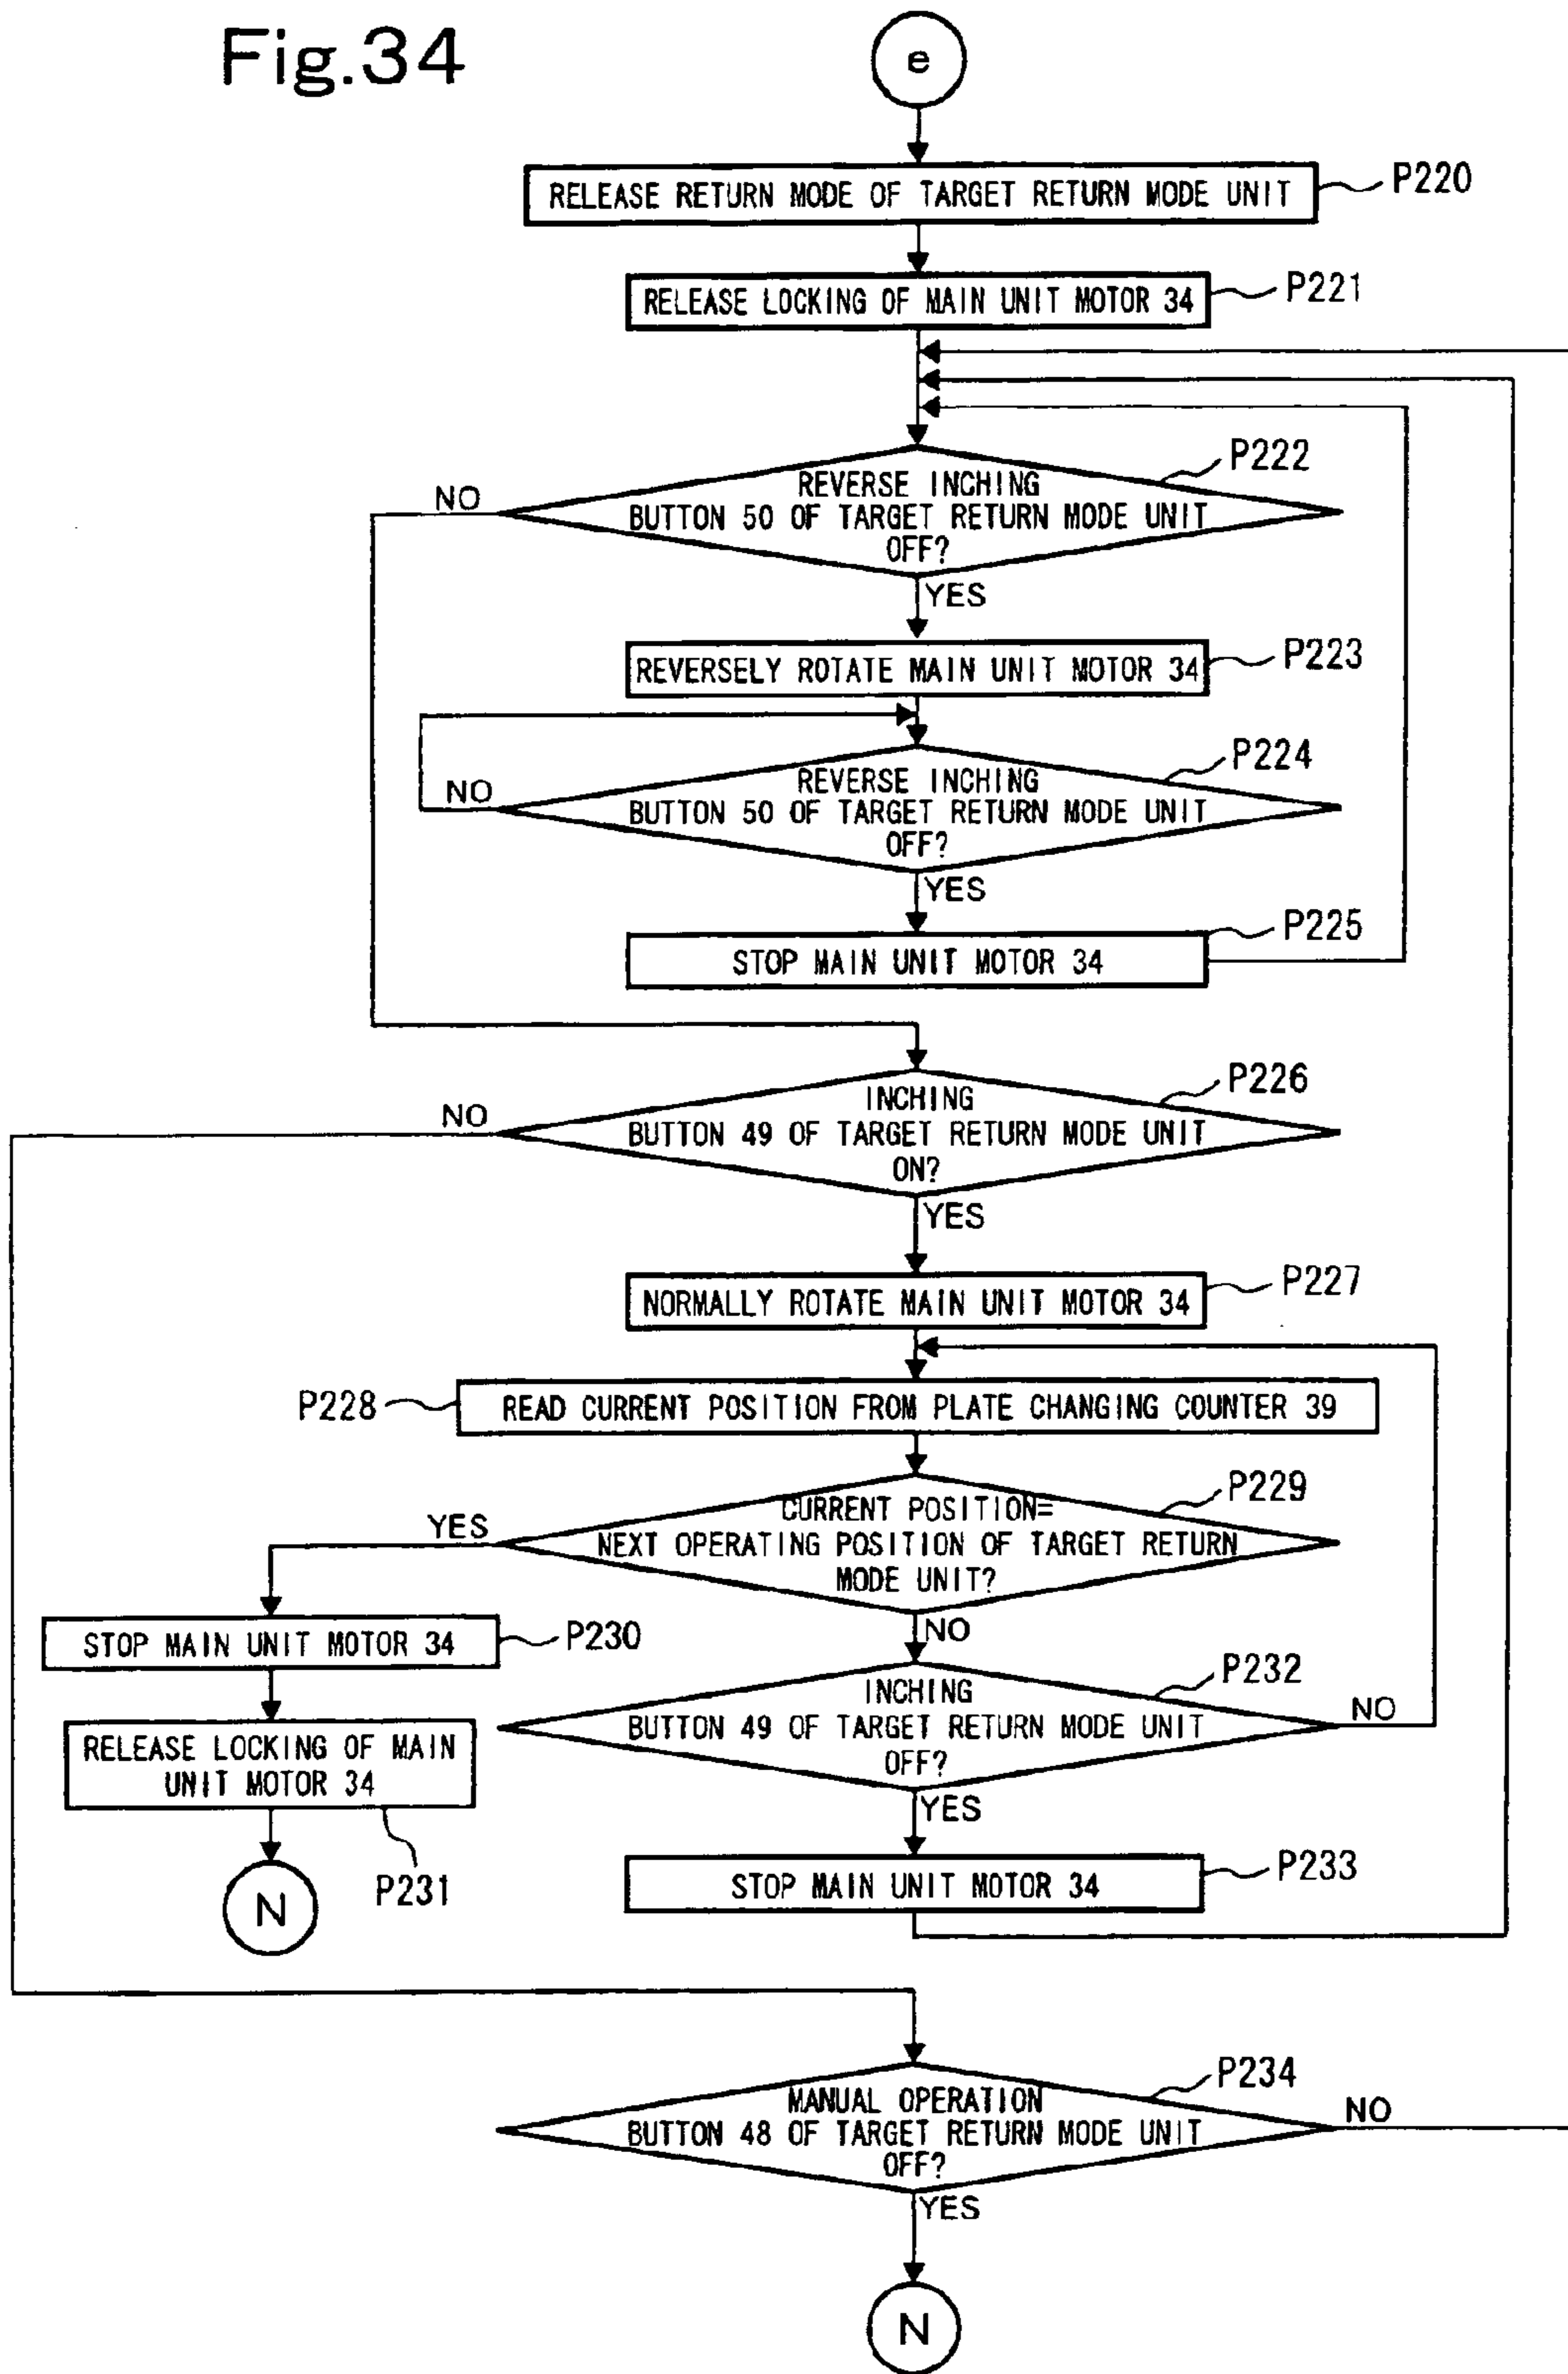 Fig.34
e
RELEASE RETURN MODE OF TARGET RETURN MODE UNIT
P220
RELEASE LOCKING OF MAIN UNIT MOTOR 34
P221
P222
REVERSE INCHING
NO
BUTTON 50 OF TARGET RETURN MODE UNIT
OFF?
YES
REVERSELY ROTATE MAIN UNIT MOTOR 34
P223
P224
REVERSE INCHING
NO
BUTTON 50 OF TARGET RETURN MODE UNIT
OFF?
YES
P225
STOP MAIN UNIT MOTOR 34
P226
INCHING
NO
BUTTON 49 OF TARGET RETURN MODE UNIT
ON?
YES
P227
NORMALLY ROTATE MAIN UNIT MOTOR 34
P228
READ CURRENT POSITION FROM PLATE CHANGING COUNTER 39
P229
CURRENT POSITION=
YES
NEXT OPERATING POSITION OF TARGET RETURN
MODE UNIT?
NO
STOP MAIN UNIT MOTOR 34
P230
P232
INCHING
NO
BUTTON 49 OF TARGET RETURN MODE UNIT
OFF?
YES
RELEASE LOCKING OF MAIN
UNIT MOTOR 34
P231
N
P233
STOP MAIN UNIT MOTOR 34
P234
MANUAL OPERATION
NO
BUTTON 48 OF TARGET RETURN MODE UNIT
OFF?
YES
N